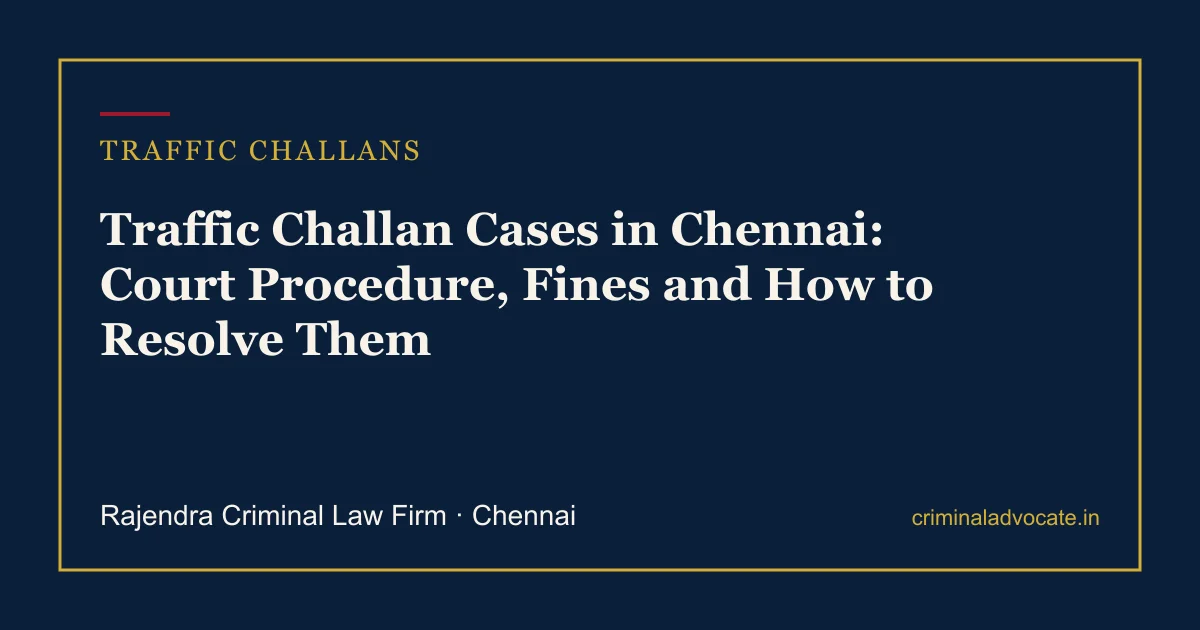 TRAFFIC CHALLANS
Traffic Challan Cases in Chennai:
Court Procedure, Fines and How to
Resolve Them
Rajendra Criminal Law Firm · Chennai
criminaladvocate.in